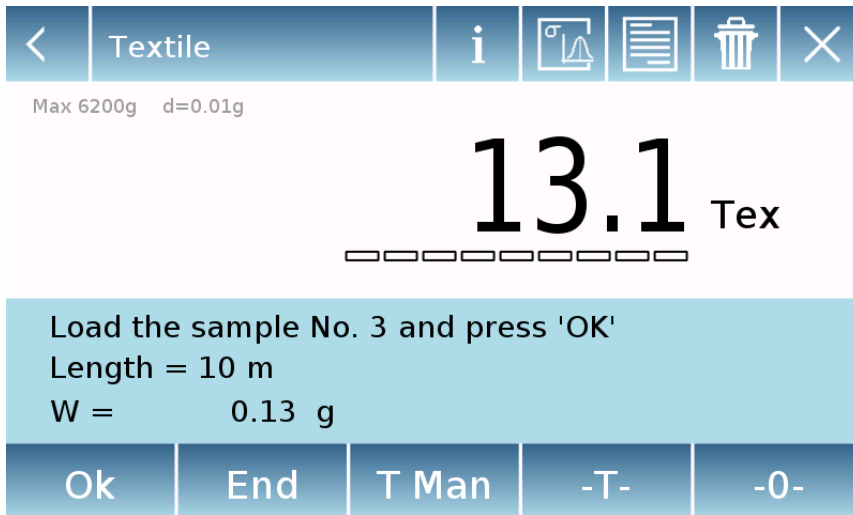 Textile
i
σ
Max 6200g d=0.01g
13.1 Tex
Load the sample No. 3 and press 'OK'
Length = 10 m
W = 0.13 g
Ok End T Man -T- -0-